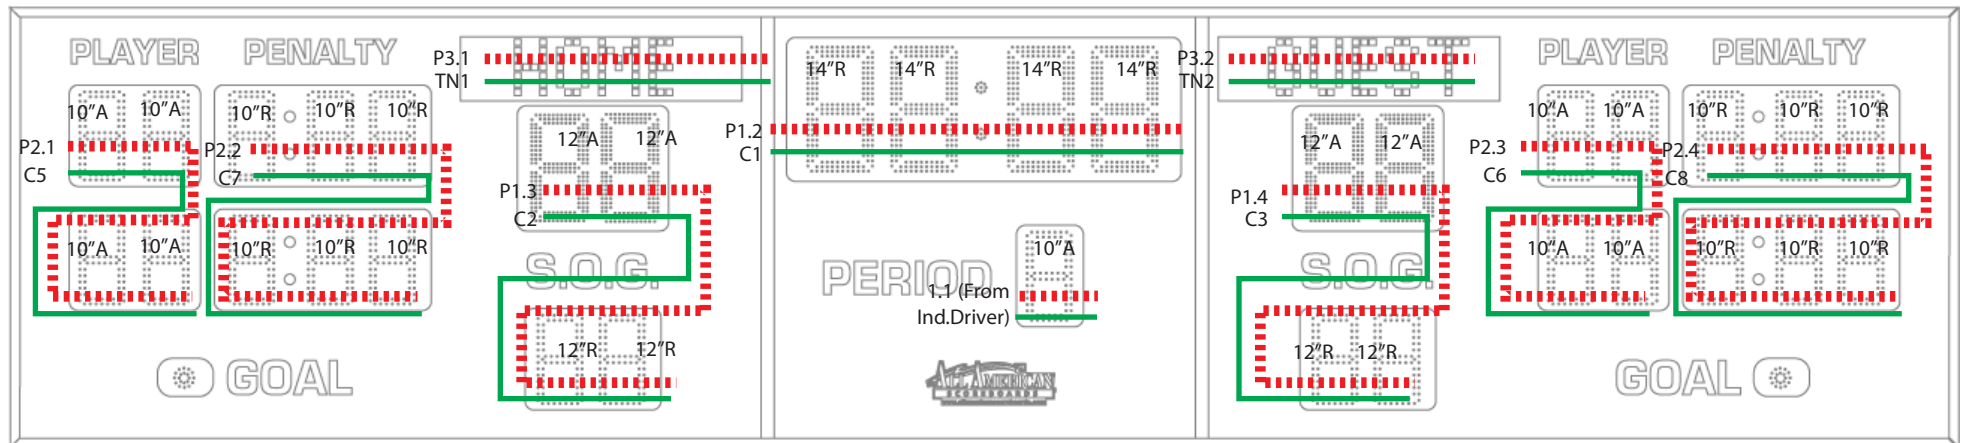 PLAYER PENALTY
PLAYER PENALTY
P3.1 HOME
TN1
P3.2 GUEST
TN2
14"R 14"R 14"R 14"R
10"A 10"A 10"R 10"R 10"R
12"A 12"A
12"A 12"A
10"A 10"A 10"R 10"R 10"R
P1.2
C1
P2.1 P2.2
C5 C7
P2.3 P2.4
C6 C8
P1.3
C2
P1.4
C3
10"A 10"A 10"R 10"R 10"R
S.O.G.
PERIOD
10"A
1.1 (From
Ind.Driver)
S.O.G.
10"A 10"A 10"R 10"R 10"R
12"R 12"R
12"R 12"R
GOAL
ALL AMERICAN
SCOREBOARDS
GOAL